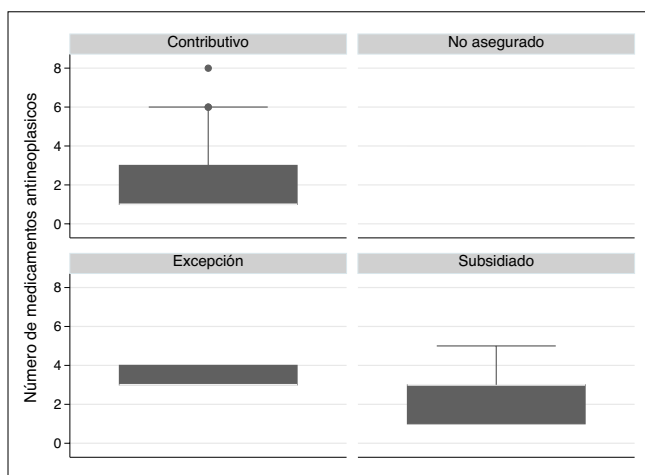 Número de medicamentos antineoplasicos
Contributivo
No asegurado
8
6
4
2
0
Excepción
Subsidiado
8
6
4
2
0